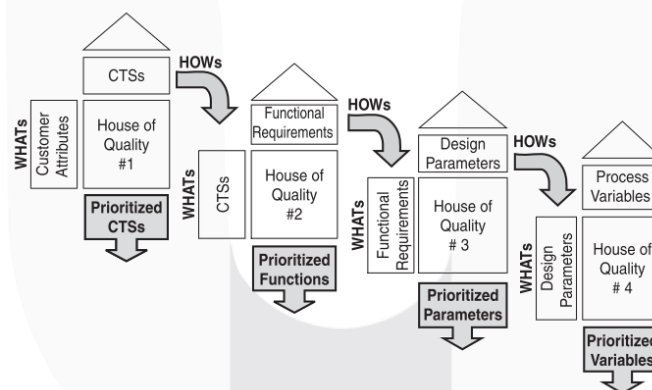 CTSs
HOWs
WHATs
Customer
Attributes
House of
Quality
#1
Prioritized
CTSs
Functional
Requirements
HOWs
WHATs
CTSs
House of
Quality
#2
Prioritized
Functions
Design
Parameters
HOWs
WHATs
Functional
Requirements
House of
Quality
# 3
Prioritized
Parameters
Process
Variables
WHATs
Design
Parameters
House of
Quality
# 4
Prioritized
Variables